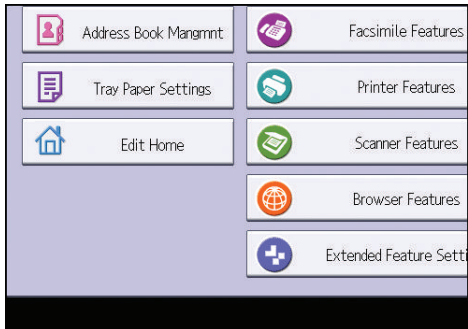 Address Book Mangmnt
Facsimile Features
Tray Paper Settings
Printer Features
Edit Home
Scanner Features
Browser Features
Extended Feature Setti